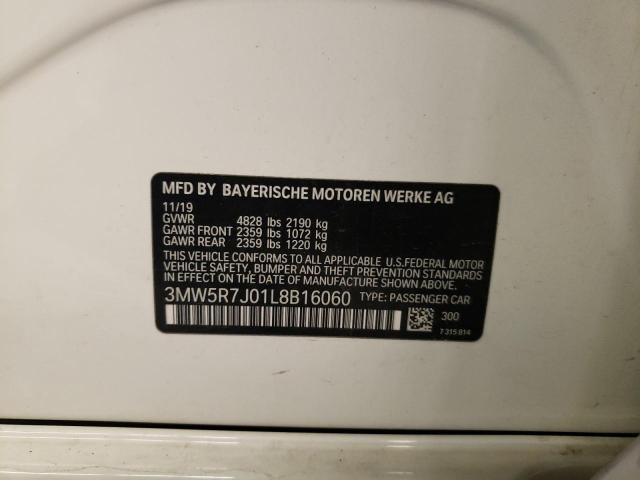 MFD BY BAYERISCHE MOTOREN WERKE AG
11/19
GVWR 4828 lbs 2190 kg
GAWR FRONT 2359 lbs 1072 kg
GAWR REAR 2359 lbs 1220 kg
THIS VEHICLE CONFORMS TO ALL APPLICABLE U.S.FEDERAL MOTOR
VEHICLE SAFETY, BUMPER, AND THEFT PREVENTION STANDARDS
IN EFFECT ON THE DATE OF MANUFACTURE SHOWN ABOVE.
3MW5R7J01L8B16060 TYPE: PASSENGER CAR
300
7 315 814